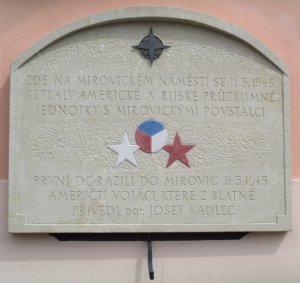 ZDE NA MIROVICKÉM NÁMĚSTÍ SE 11.5.1945
SETKALY AMERICKÉ A RUSKÉ PRŮZKUMNÉ
JEDNOTKY S MIROVICKÝMI POVSTALCI
PRVNÍ DORAZILI DO MIROVIC 9.5.1945
AMERIČTÍ VOJÁCI, KTERÉ Z BLATNÉ
PŘIVEDL por. JOSEF KADLEC